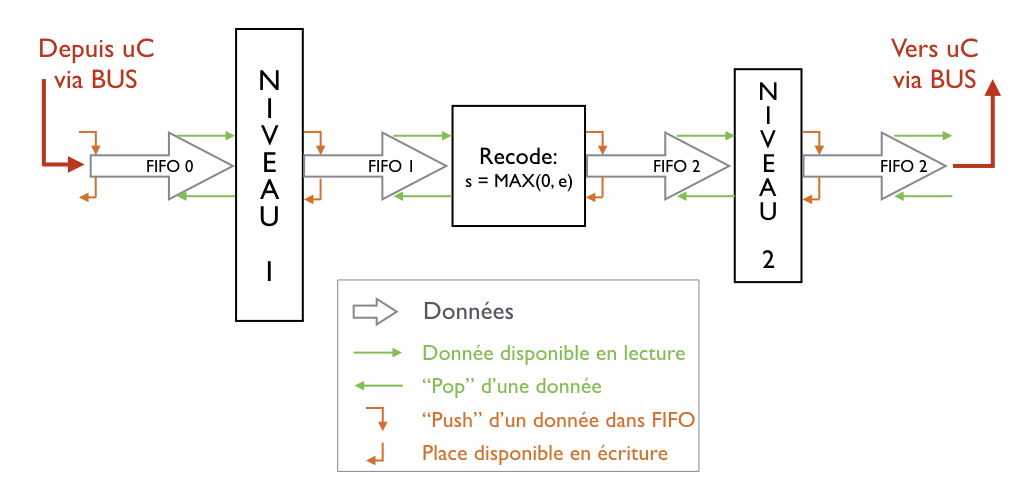 Depuis uC
via BUS
Vers uC
via BUS
FIFO 0
N
I
V
E
A
U
1
FIFO 1
Recode:
s = MAX(0, e)
FIFO 2
N
I
V
E
A
U
2
FIFO 2
Données
Donnée disponible en lecture
“Pop” d’une donnée
“Push” d’un donnée dans FIFO
Place disponible en écriture